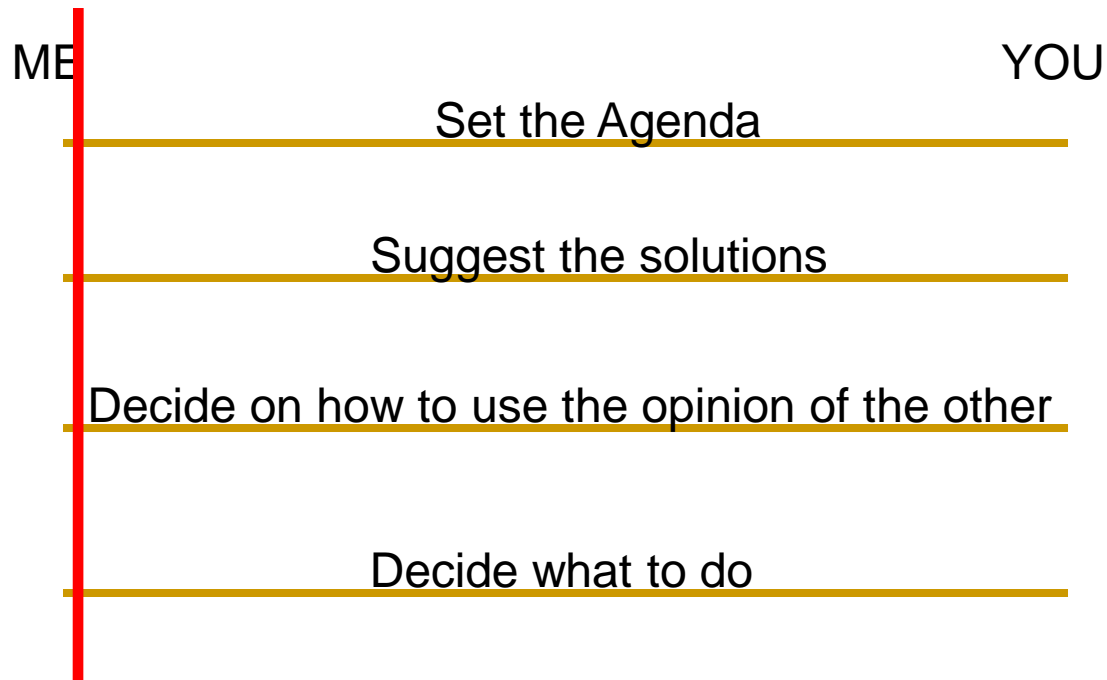 ME
YOU
Set the Agenda
Suggest the solutions
Decide on how to use the opinion of the other
Decide what to do